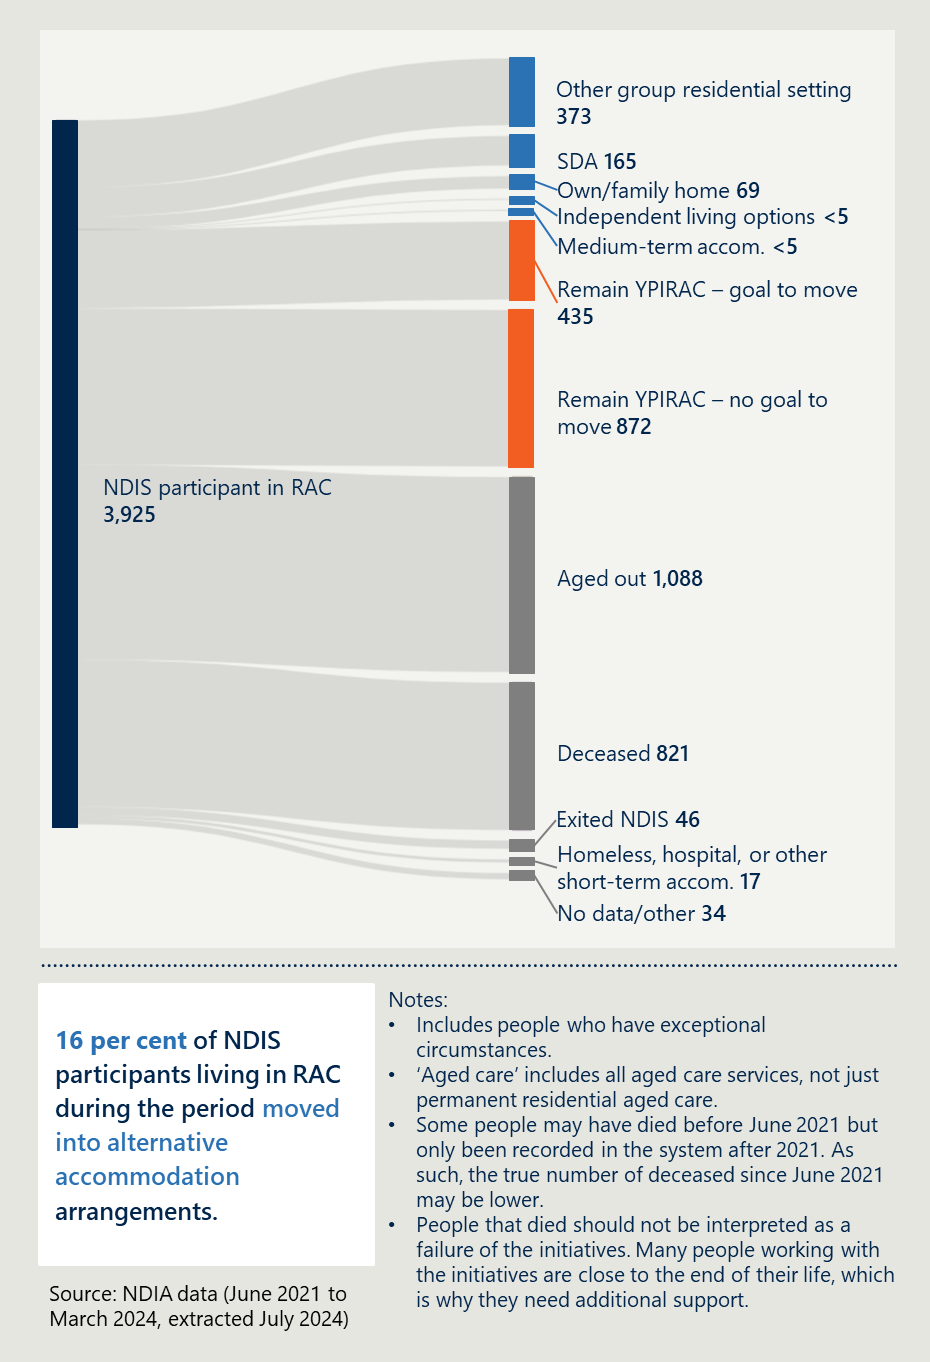 Other group residential setting
373
SDA 165
Own/family home 69
Independent living options <5
Medium-term accom. <5
Remain YPIRAC – goal to move
435
Remain YPIRAC – no goal to
move 872
NDIS participant in RAC
3,925
Aged out 1,088
Deceased 821
Exited NDIS 46
Homeless, hospital, or other
short-term accom. 17
No data/other 34
16 per cent of NDIS
participants living in RAC
during the period moved
into alternative
accommodation
arrangements.
Source: NDIA data (June 2021 to
March 2024, extracted July 2024)
Notes:
• Includes people who have exceptional
circumstances.
• ‘Aged care’ includes all aged care services, not just
permanent residential aged care.
• Some people may have died before June 2021 but
only been recorded in the system after 2021. As
such, the true number of deceased since June 2021
may be lower.
• People that died should not be interpreted as a
failure of the initiatives. Many people working with
the initiatives are close to the end of their life, which
is why they need additional support.